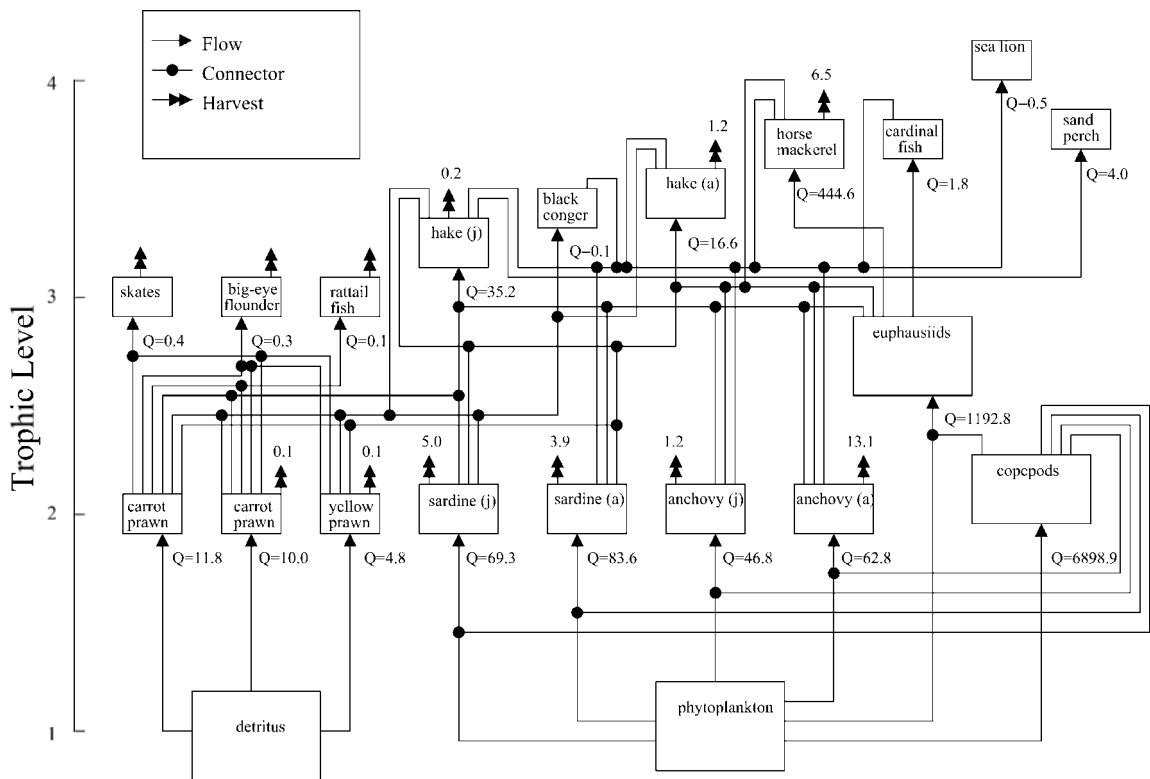 Flow
Connector
Harvest
Trophic Level
4
3
2
1
sea lion
Q−0.5
sand
perch
Q=4.0
6.5
horse
mackerel
Q=444.6
cardinal
fish
Q=1.8
1.2
hake (a)
Q=16.6
black
conger
Q−0.1
0.2
hake (j)
Q=35.2
skates
Q=0.4
big-eye
flounder
Q=0.3
rattail
fish
Q=0.1
euphausiids
Q=1192.8
copcpods
Q=6898.9
carrot
prawn
Q=11.8
0.1
carrot
prawn
Q=10.0
0.1
yellow
prawn
Q=4.8
5.0
sardine (j)
Q=69.3
3.9
sardine (a)
Q=83.6
1.2
anchovy (j)
Q=46.8
13.1
anchovy (a)
Q=62.8
detritus
phytoplankton